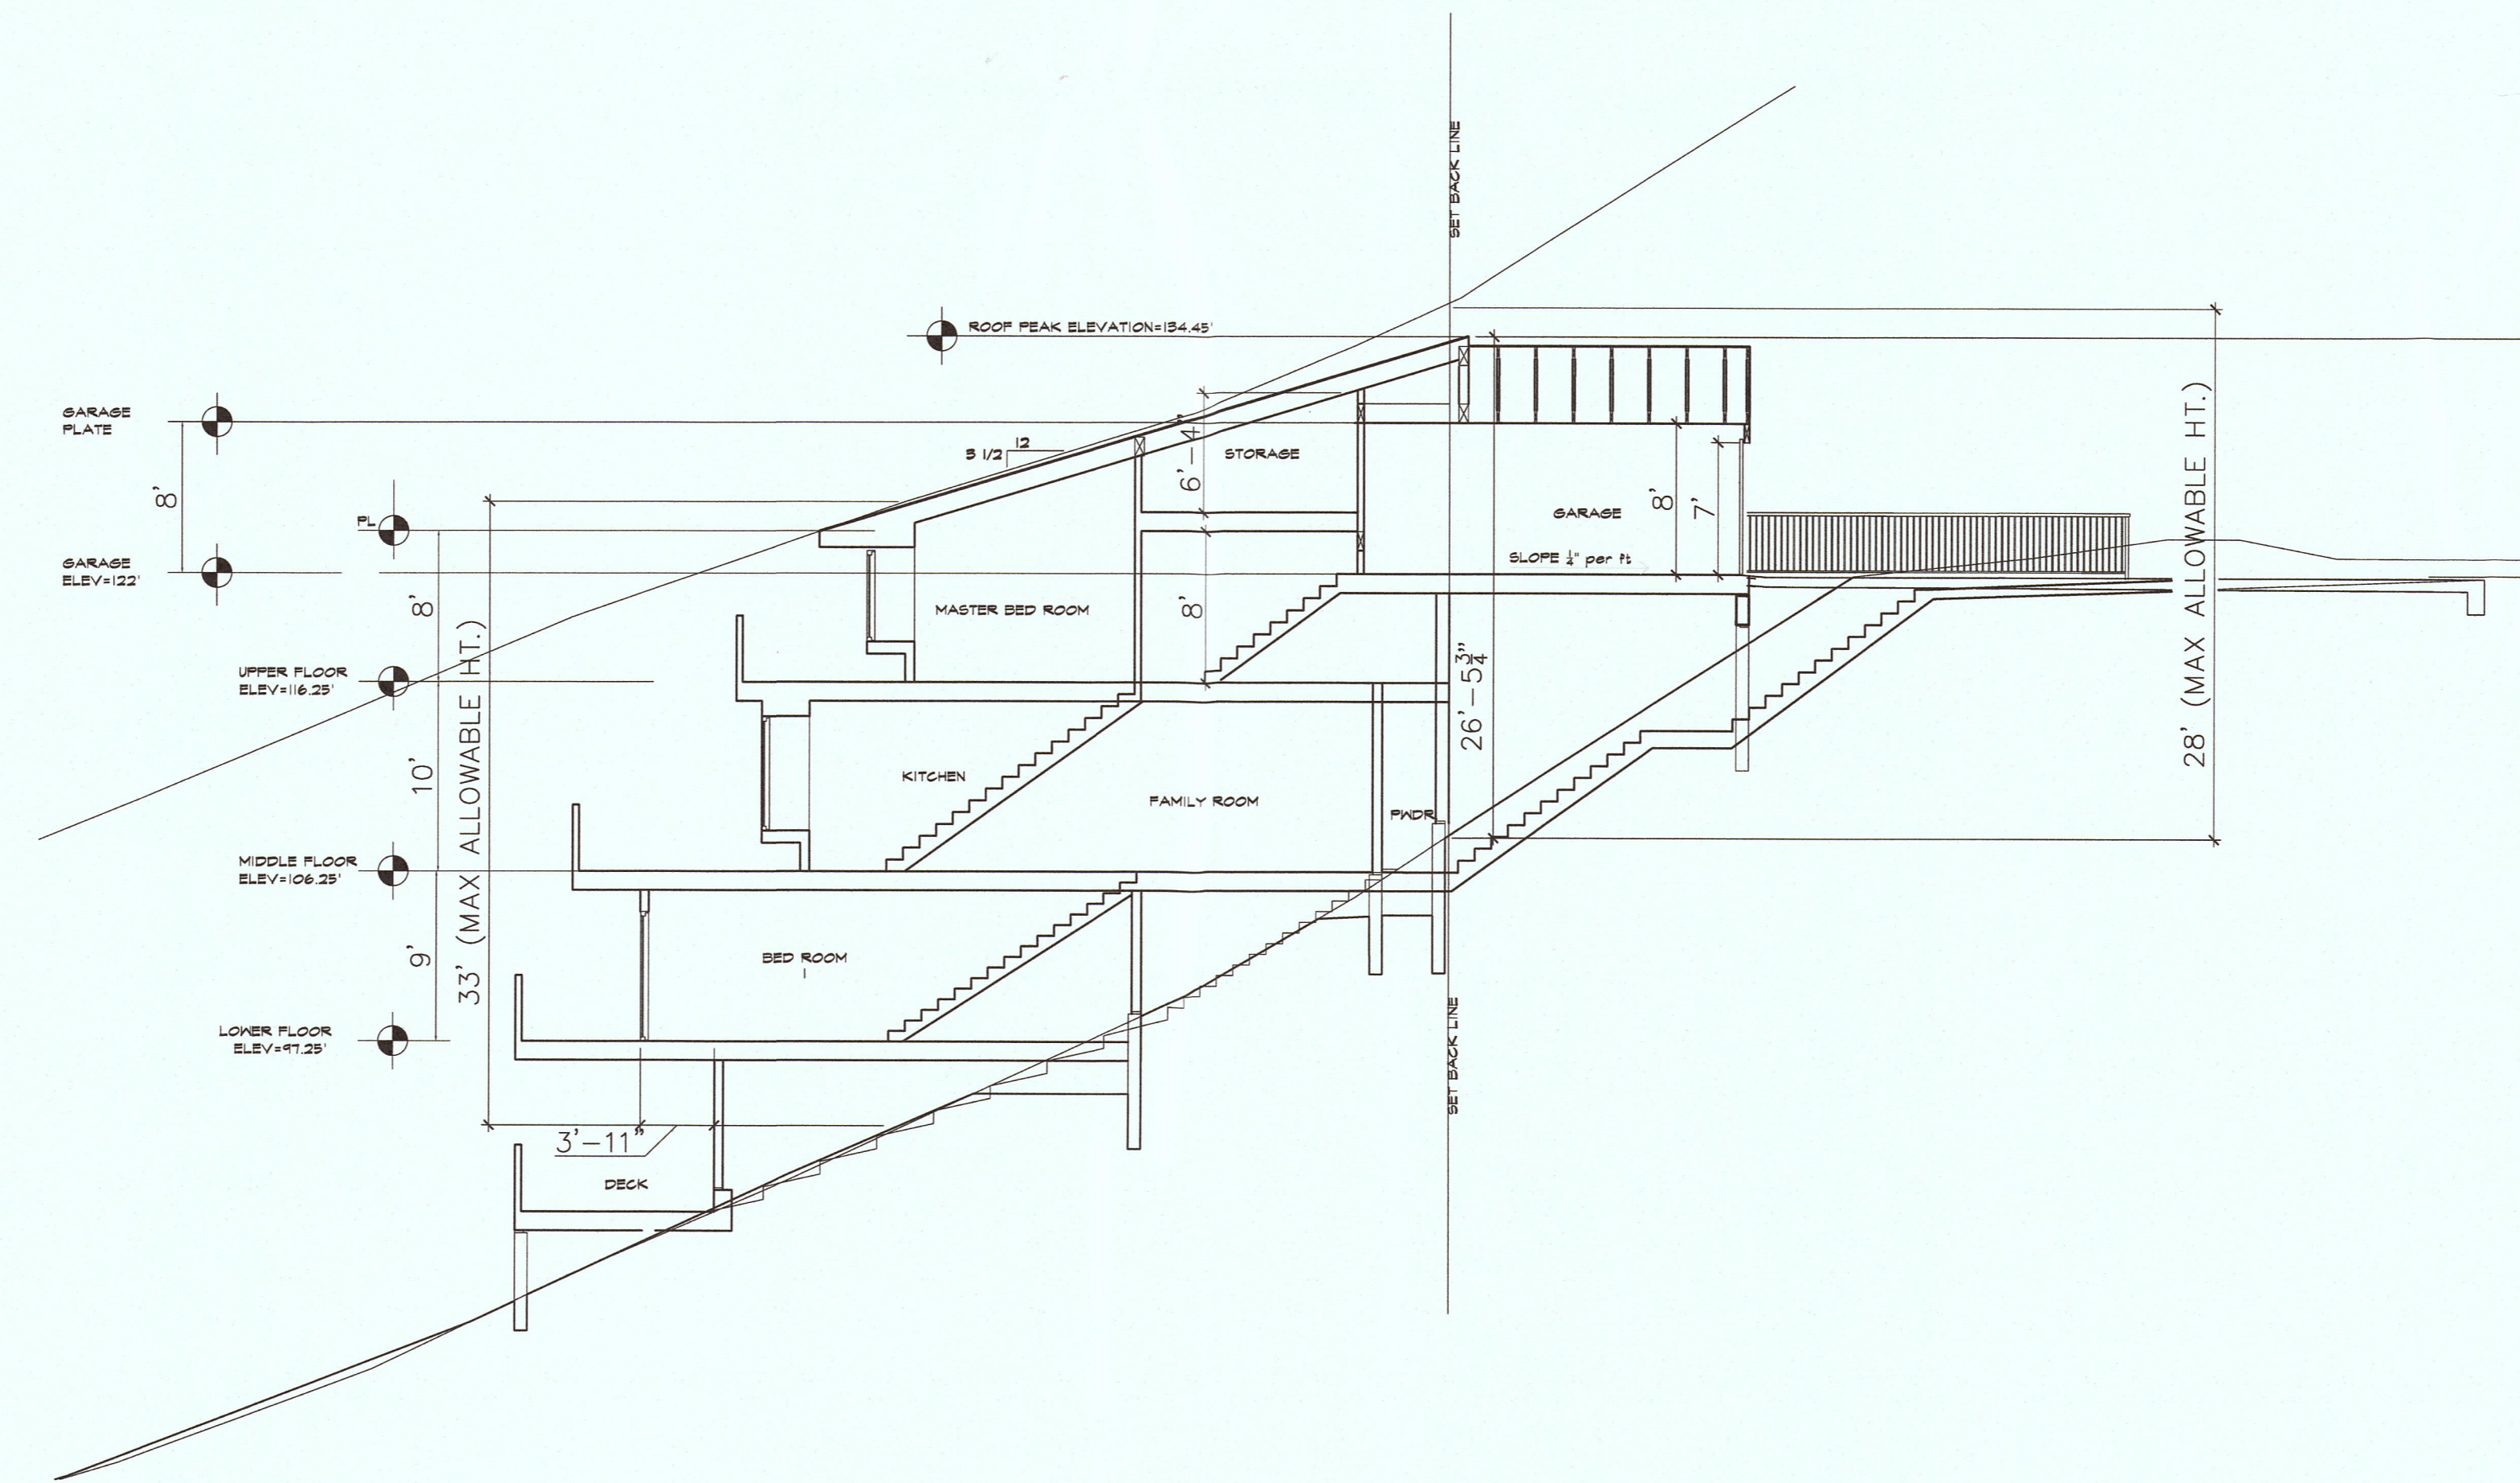 SET BACK LINE
ROOF PEAK ELEVATION=134.45'
GARAGE
PLATE
8'
12
3 1/2
6'-4"
STORAGE
GARAGE
8'
7'
SLOPE ¼" per ft
28' (MAX ALLOWABLE HT.)
PL
GARAGE
ELEV=122'
8'
33' (MAX ALLOWABLE HT.)
MASTER BED ROOM
8'
26'-5¾"
UPPER FLOOR
ELEV=116.25'
10'
KITCHEN
FAMILY ROOM
PWDR
MIDDLE FLOOR
ELEV=106.25'
9'
BED ROOM
1
LOWER FLOOR
ELEV=97.25'
SET BACK LINE
3'-11"
DECK